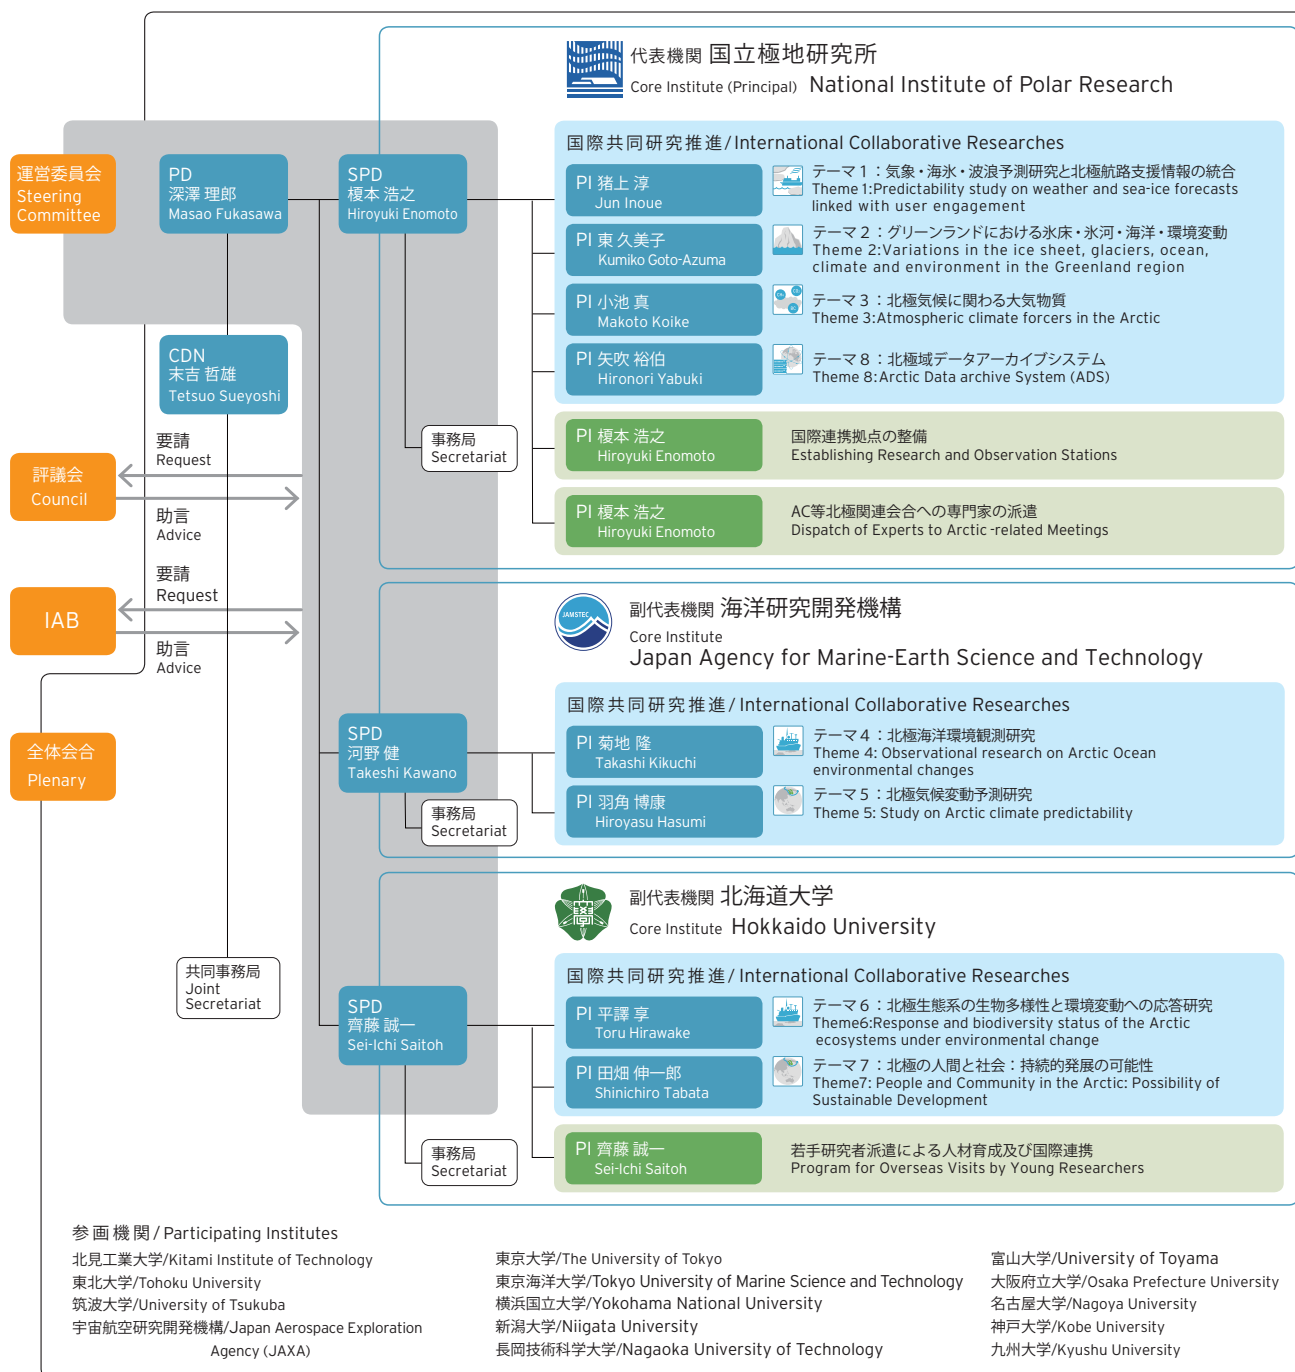 代表機関 国立極地研究所
Core Institute (Principal) National Institute of Polar Research
国際共同研究推進/International Collaborative Researches
運営委員会
Steering
Committee
PD
深澤 理郎
Masao Fukasawa
SPD
榎本 浩之
Hiroyuki Enomoto
PI 猪上 淳
Jun Inoue
テーマ 1：気象・海氷・波浪予測研究と北極航路支援情報の統合
Theme 1:Predictability study on weather and sea-ice forecasts
linked with user engagement
PI 東 久美子
Kumiko Goto-Azuma
テーマ 2：グリーンランドにおける氷床・氷河・海洋・環境変動
Theme 2:Variations in the ice sheet, glaciers, ocean,
climate and environment in the Greenland region
PI 小池 真
Makoto Koike
テーマ 3：北極気候に関わる大気物質
Theme 3:Atmospheric climate forcers in the Arctic
PI 矢吹 裕伯
Hironori Yabuki
テーマ 8：北極域データアーカイブシステム
Theme 8:Arctic Data archive System (ADS)
CDN
末吉 哲雄
Tetsuo Sueyoshi
事務局
Secretariat
PI 榎本 浩之
Hiroyuki Enomoto
国際連携拠点の整備
Establishing Research and Observation Stations
PI 榎本 浩之
Hiroyuki Enomoto
AC等北極関連会合への専門家の派遣
Dispatch of Experts to Arctic-related Meetings
要請
Request
評議会
Council
助言
Advice
要請
Request
IAB
助言
Advice
JAMSTEC
副代表機関 海洋研究開発機構
Core Institute
Japan Agency for Marine-Earth Science and Technology
国際共同研究推進/International Collaborative Researches
全体会合
Plenary
SPD
河野 健
Takeshi Kawano
PI 菊地 隆
Takashi Kikuchi
テーマ 4：北極海洋環境観測研究
Theme 4: Observational research on Arctic Ocean
environmental changes
PI 羽角 博康
Hiroyasu Hasumi
テーマ 5：北極気候変動予測研究
Theme 5: Study on Arctic climate predictability
事務局
Secretariat
副代表機関 北海道大学
Core Institute Hokkaido University
国際共同研究推進/International Collaborative Researches
共同事務局
Joint
Secretariat
SPD
齊藤 誠一
Sei-Ichi Saitoh
PI 平譯 享
Toru Hirawake
テーマ 6：北極生態系の生物多様性と環境変動への応答研究
Theme6:Response and biodiversity status of the Arctic
ecosystems under environmental change
PI 田畑 伸一郎
Shinichiro Tabata
テーマ 7：北極の人間と社会：持続的発展の可能性
Theme7: People and Community in the Arctic: Possibility of
Sustainable Development
事務局
Secretariat
PI 齊藤 誠一
Sei-Ichi Saitoh
若手研究者派遣による人材育成及び国際連携
Program for Overseas Visits by Young Researchers
参画機関/Participating Institutes
北見工業大学/Kitami Institute of Technology
東北大学/Tohoku University
筑波大学/University of Tsukuba
宇宙航空研究開発機構/Japan Aerospace Exploration
Agency (JAXA)
東京大学/The University of Tokyo
東京海洋大学/Tokyo University of Marine Science and Technology
横浜国立大学/Yokohama National University
新潟大学/Niigata University
長岡技術科学大学/Nagaoka University of Technology
富山大学/University of Toyama
大阪府立大学/Osaka Prefecture University
名古屋大学/Nagoya University
神戸大学/Kobe University
九州大学/Kyushu University